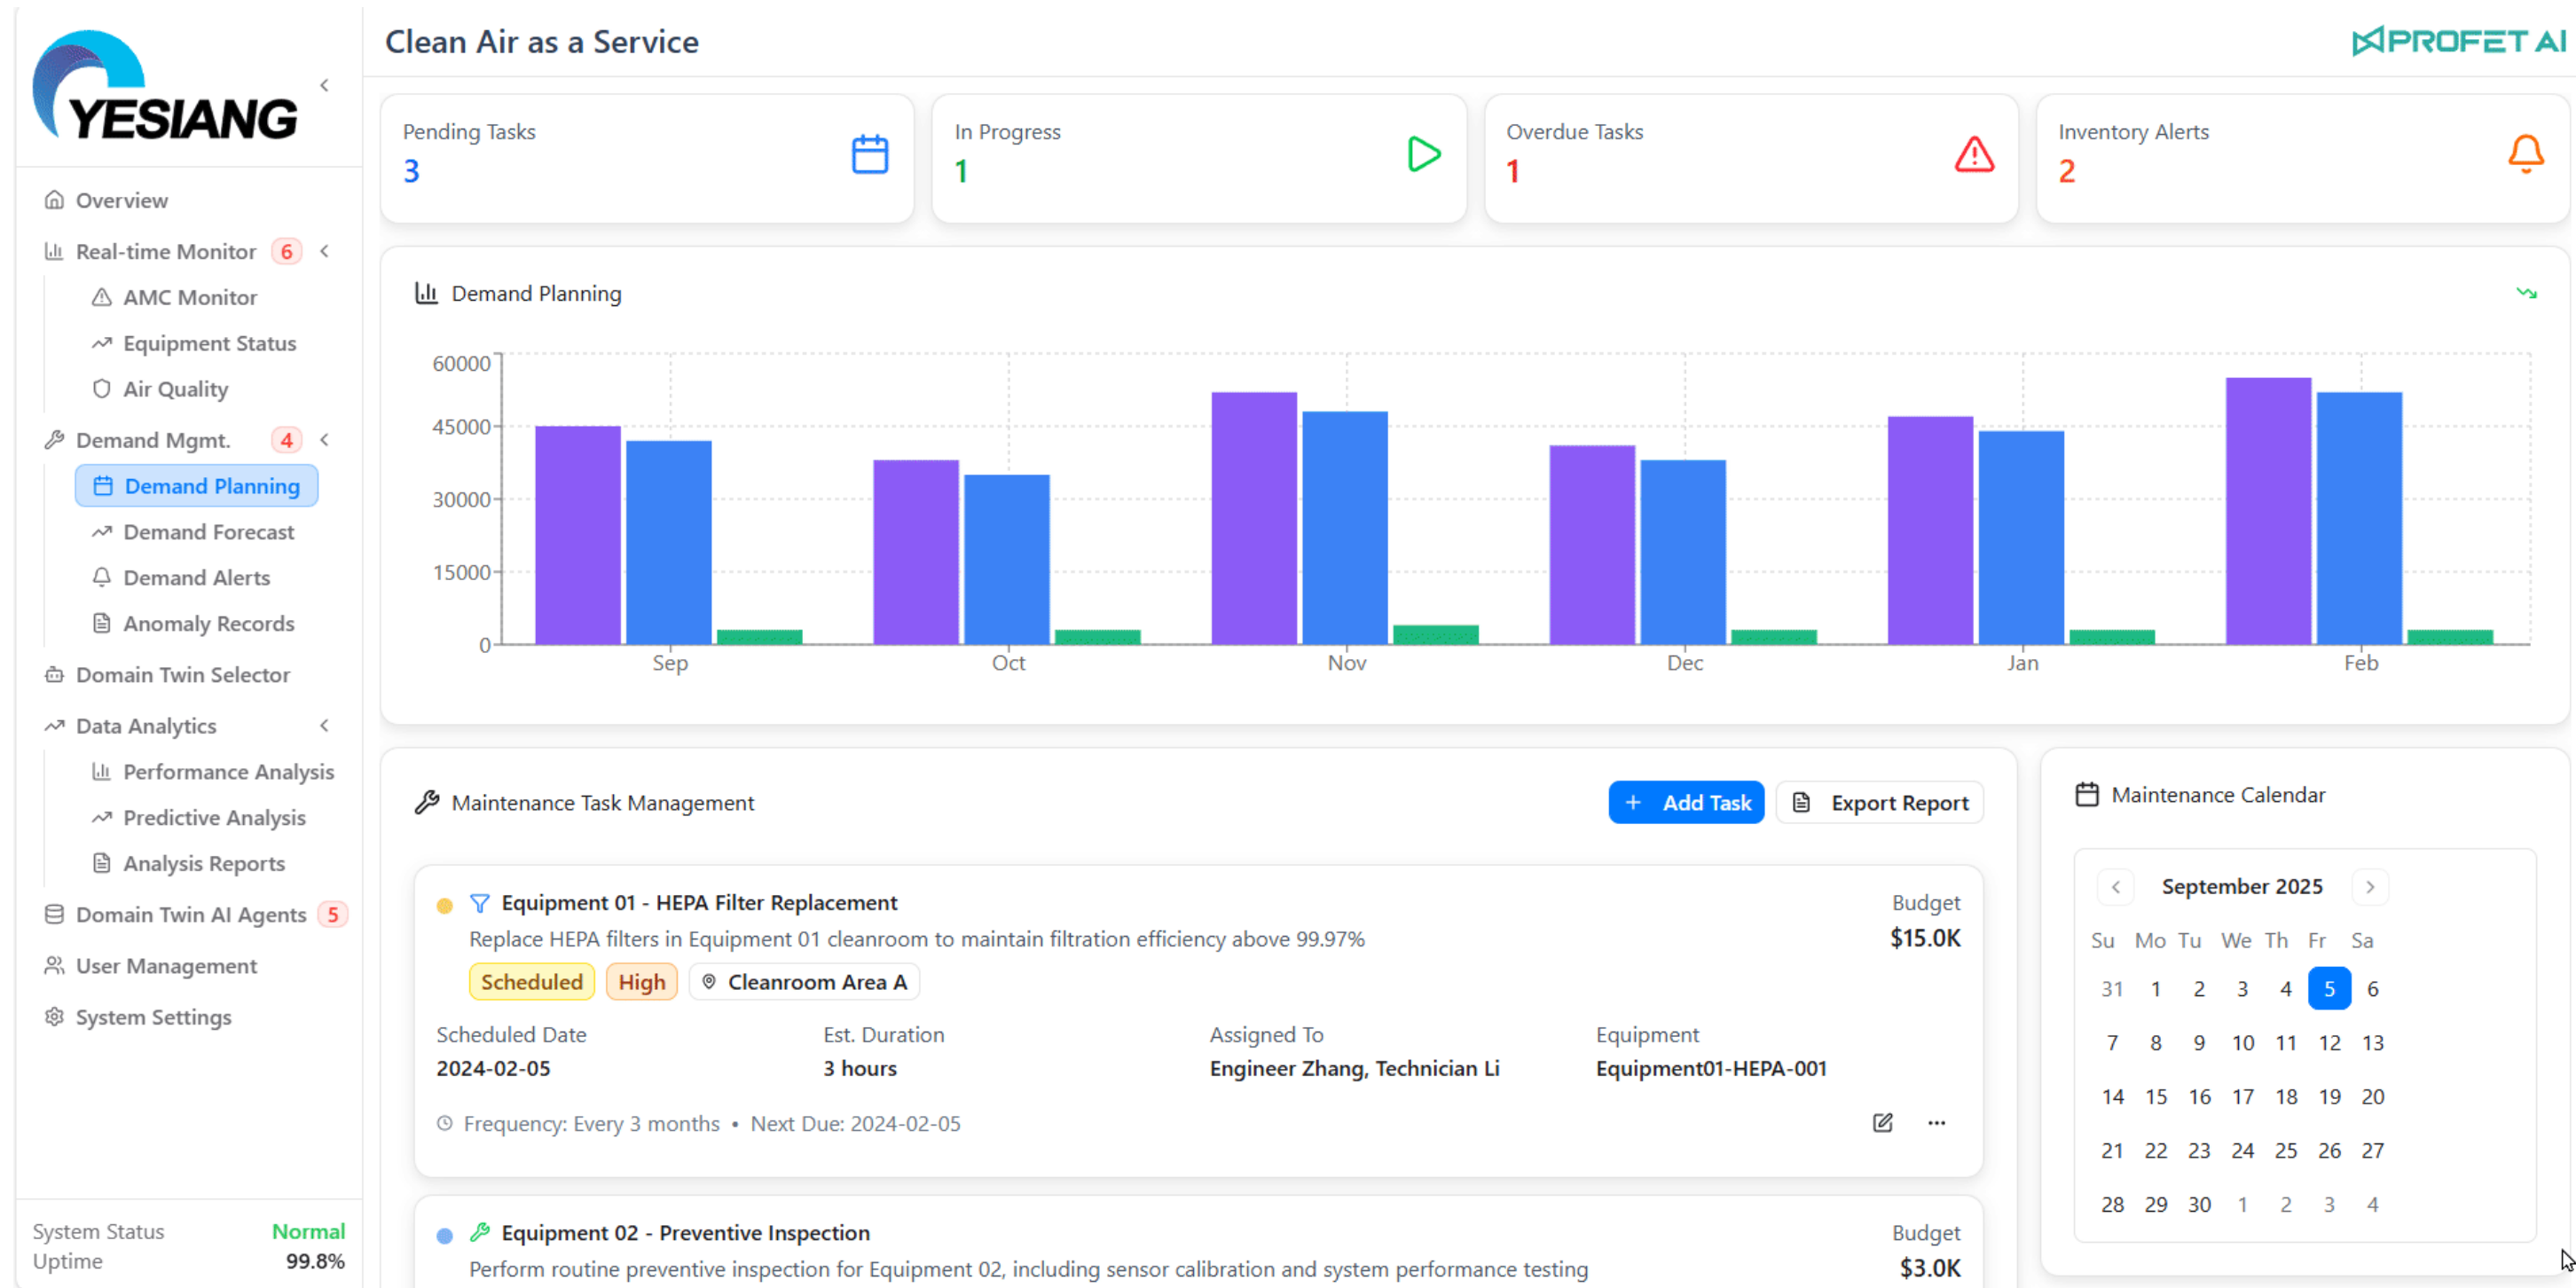 YESIANG
Overview
Real-time Monitor 6
AMC Monitor
Equipment Status
Air Quality
Demand Mgmt. 4
Demand Planning
Demand Forecast
Demand Alerts
Anomaly Records
Domain Twin Selector
Data Analytics
Performance Analysis
Predictive Analysis
Analysis Reports
Domain Twin AI Agents 5
User Management
System Settings
System Status Normal
Uptime 99.8%
Clean Air as a Service
PROFET AI
Pending Tasks
3
In Progress
1
Overdue Tasks
1
Inventory Alerts
2
Demand Planning
60000
45000
30000
15000
0
Sep Oct Nov Dec Jan Feb
Maintenance Task Management
+ Add Task
Export Report
Equipment 01 - HEPA Filter Replacement
Replace HEPA filters in Equipment 01 cleanroom to maintain filtration efficiency above 99.97%
Budget
$15.0K
Scheduled High Cleanroom Area A
Scheduled Date Est. Duration Assigned To Equipment
2024-02-05 3 hours Engineer Zhang, Technician Li Equipment01-HEPA-001
Frequency: Every 3 months • Next Due: 2024-02-05
Equipment 02 - Preventive Inspection
Perform routine preventive inspection for Equipment 02, including sensor calibration and system performance testing
Budget
$3.0K
Maintenance Calendar
September 2025
Su Mo Tu We Th Fr Sa
31 1 2 3 4 5 6
7 8 9 10 11 12 13
14 15 16 17 18 19 20
21 22 23 24 25 26 27
28 29 30 1 2 3 4